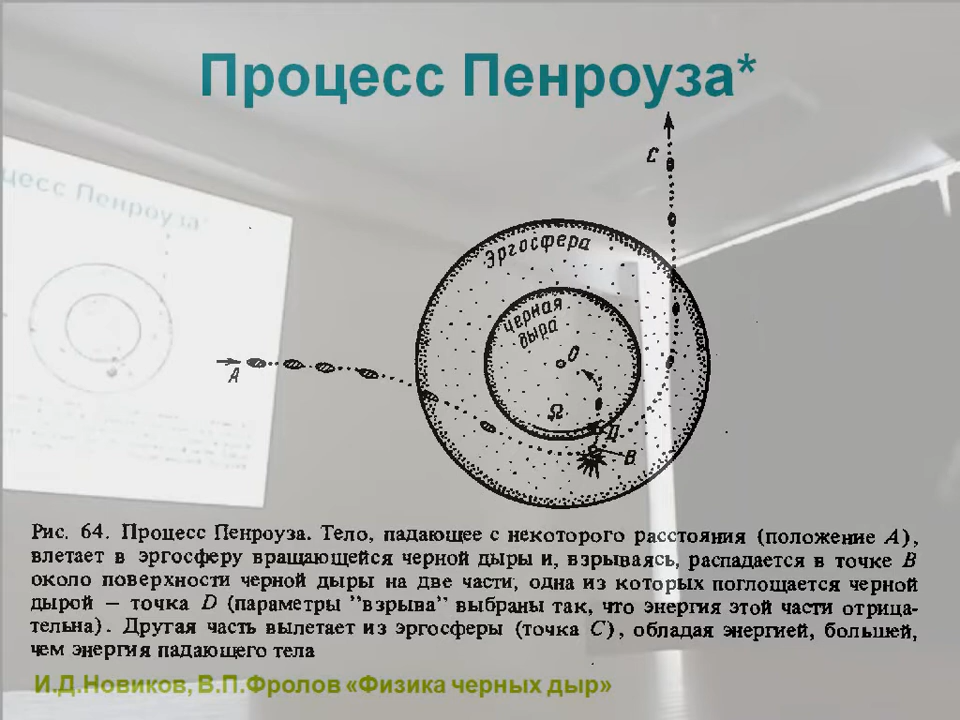 Процесс Пенроуза*
цесс Пенроуза*
C
эргосфера
черная
дыра
O
A
Ω
D
B
Рис. 64. Процесс Пенроуза. Тело, падающее с некоторого расстояния (положение A),
влетает в эргосферу вращающейся черной дыры и, взрываясь, распадается в точке B
около поверхности черной дыры на две части, одна из которых поглощается черной
дырой — точка D (параметры "взрыва" выбраны так, что энергия этой части отрица-
тельна). Другая часть вылетает из эргосферы (точка C), обладая энергией, большей,
чем энергия падающего тела
И.Д.Новиков, В.П.Фролов «Физика черных дыр»